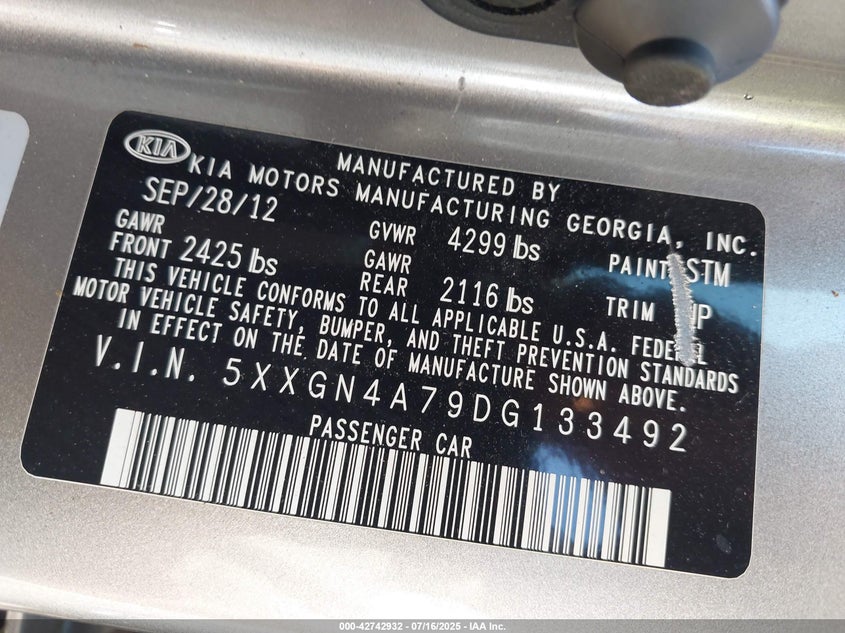 KIA
MANUFACTURED BY
KIA MOTORS MANUFACTURING GEORGIA, INC.
SEP/28/12 GVWR 4299 lbs PAINT STM
GAWR FRONT 2425 lbs GAWR REAR 2116 lbs TRIM
THIS VEHICLE CONFORMS TO ALL APPLICABLE U.S.A. FEDERAL
MOTOR VEHICLE SAFETY, BUMPER, AND THEFT PREVENTION STANDARDS
IN EFFECT ON THE DATE OF MANUFACTURE SHOWN ABOVE.
V.I.N. 5XXGN4A79DG133492
PASSENGER CAR
000-42742932 - 07/16/2025 - IAA Inc.